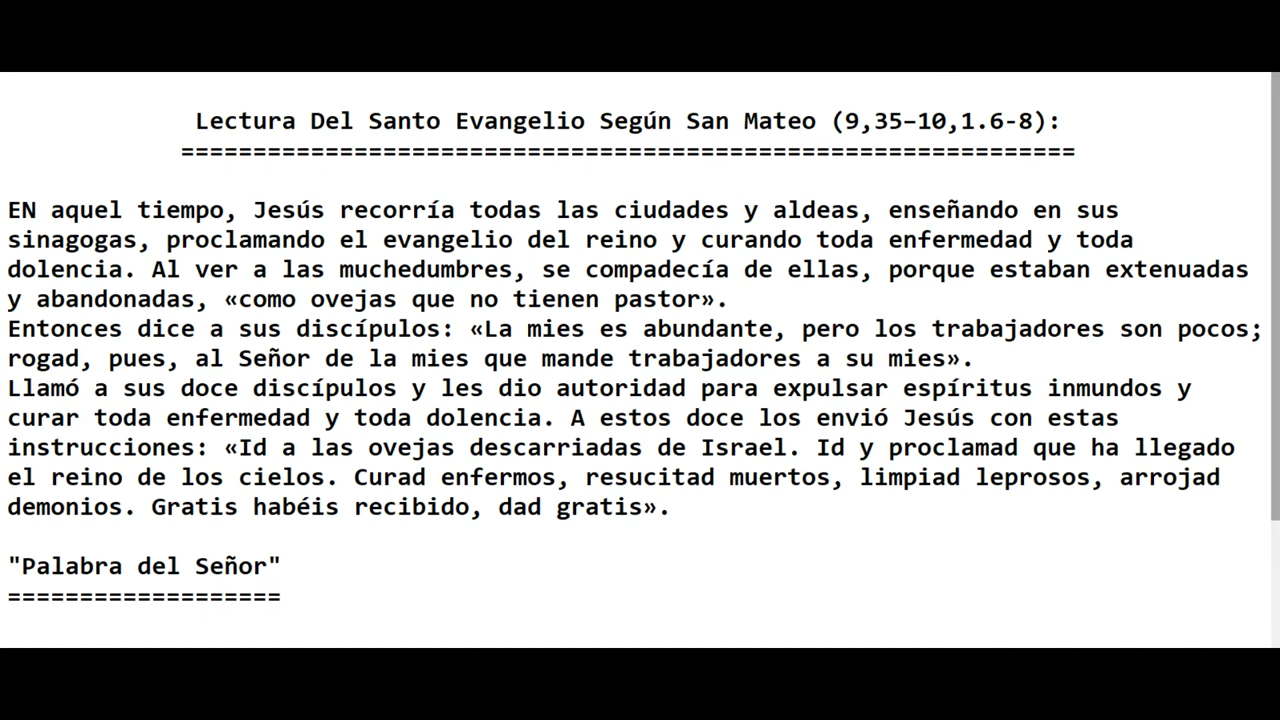 Lectura Del Santo Evangelio Según San Mateo (9,35–10,1.6-8):
==============================================================
EN aquel tiempo, Jesús recorría todas las ciudades y aldeas, enseñando en sus
sinagogas, proclamando el evangelio del reino y curando toda enfermedad y toda
dolencia. Al ver a las muchedumbres, se compadecía de ellas, porque estaban extenuadas
y abandonadas, «como ovejas que no tienen pastor».
Entonces dice a sus discípulos: «La mies es abundante, pero los trabajadores son pocos;
rogad, pues, al Señor de la mies que mande trabajadores a su mies».
Llamó a sus doce discípulos y les dio autoridad para expulsar espíritus inmundos y
curar toda enfermedad y toda dolencia. A estos doce los envió Jesús con estas
instrucciones: «Id a las ovejas descarriadas de Israel. Id y proclamad que ha llegado
el reino de los cielos. Curad enfermos, resucitad muertos, limpiad leprosos, arrojad
demonios. Gratis habéis recibido, dad gratis».
"Palabra del Señor"
===================